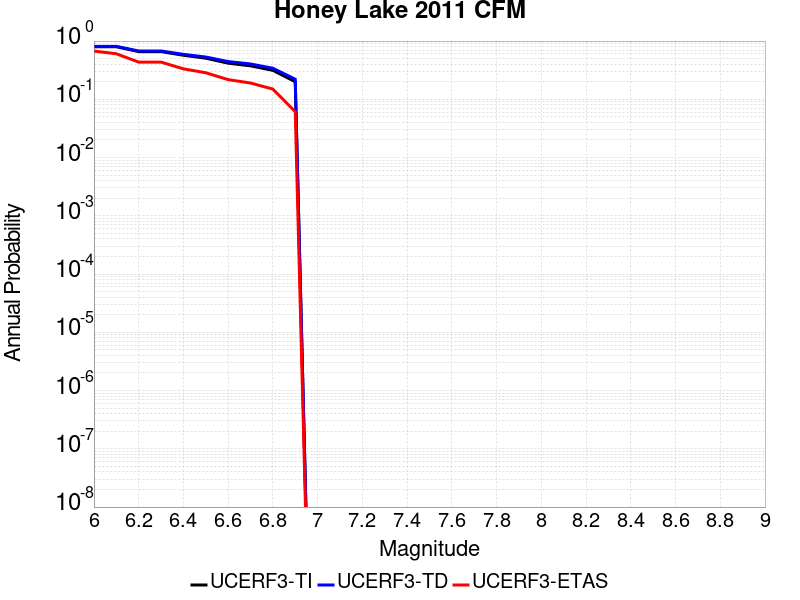 Honey Lake 2011 CFM
Annual Probability
10^0
10^-1
10^-2
10^-3
10^-4
10^-5
10^-6
10^-7
10^-8
6 6.2 6.4 6.6 6.8 7 7.2 7.4 7.6 7.8 8 8.2 8.4 8.6 8.8 9
Magnitude
UCERF3-TI UCERF3-TD UCERF3-ETAS